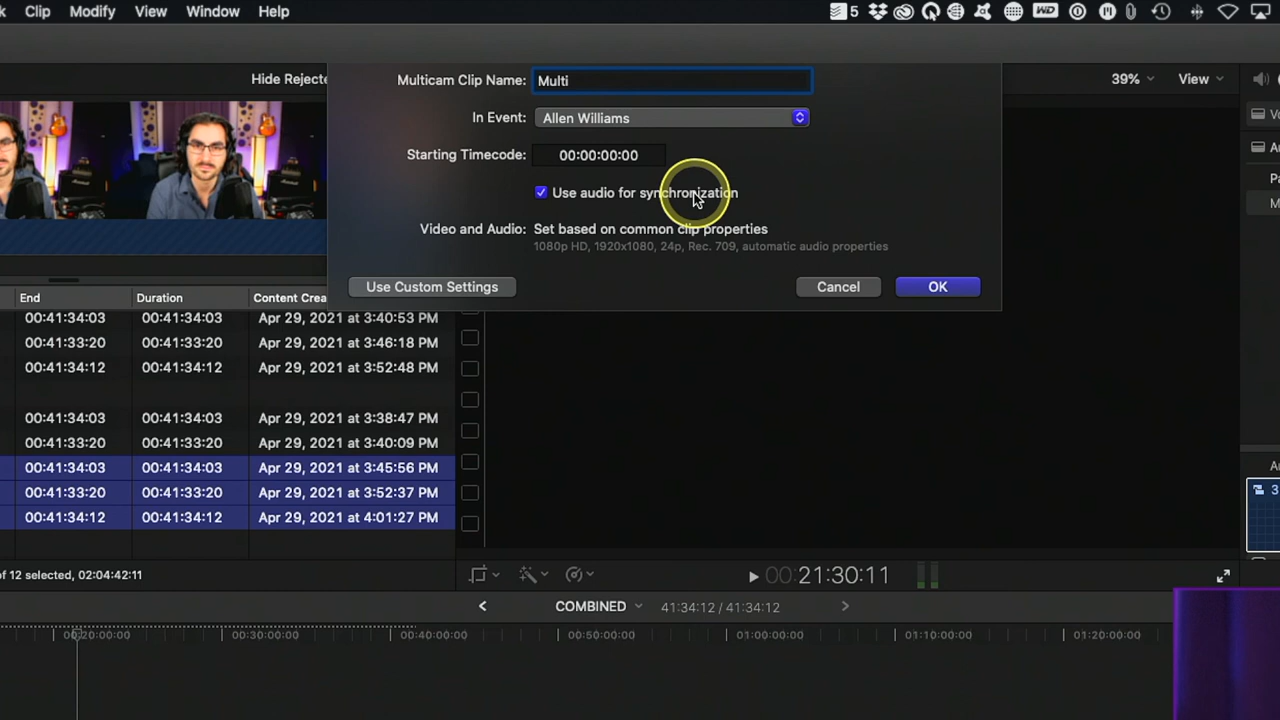 Clip Modify View Window Help
5
Hide Rejecte
39% View
Multicam Clip Name: Multi
In Event: Allen Williams
Starting Timecode: 00:00:00:00
Use audio for synchronization
Video and Audio: Set based on common clip properties
1080p HD, 1920x1080, 24p, Rec. 709, automatic audio properties
Use Custom Settings Cancel OK
End Duration Content Crea
00:41:34:03 00:41:34:03 Apr 29, 2021 at 3:40:53 PM
00:41:33:20 00:41:33:20 Apr 29, 2021 at 3:46:18 PM
00:41:34:12 00:41:34:12 Apr 29, 2021 at 3:52:48 PM
00:41:34:03 00:41:34:03 Apr 29, 2021 at 3:38:47 PM
00:41:33:20 00:41:33:20 Apr 29, 2021 at 3:40:09 PM
00:41:34:03 00:41:34:03 Apr 29, 2021 at 3:45:56 PM
00:41:33:20 00:41:33:20 Apr 29, 2021 at 3:52:37 PM
00:41:34:12 00:41:34:12 Apr 29, 2021 at 4:01:27 PM
of 12 selected, 02:04:42:11
00:21:30:11
COMBINED 41:34:12 / 41:34:12
00:20:00:00 00:30:00:00 00:40:00:00 00:50:00:00 01:00:00:00 01:10:00:00 01:20:00:00